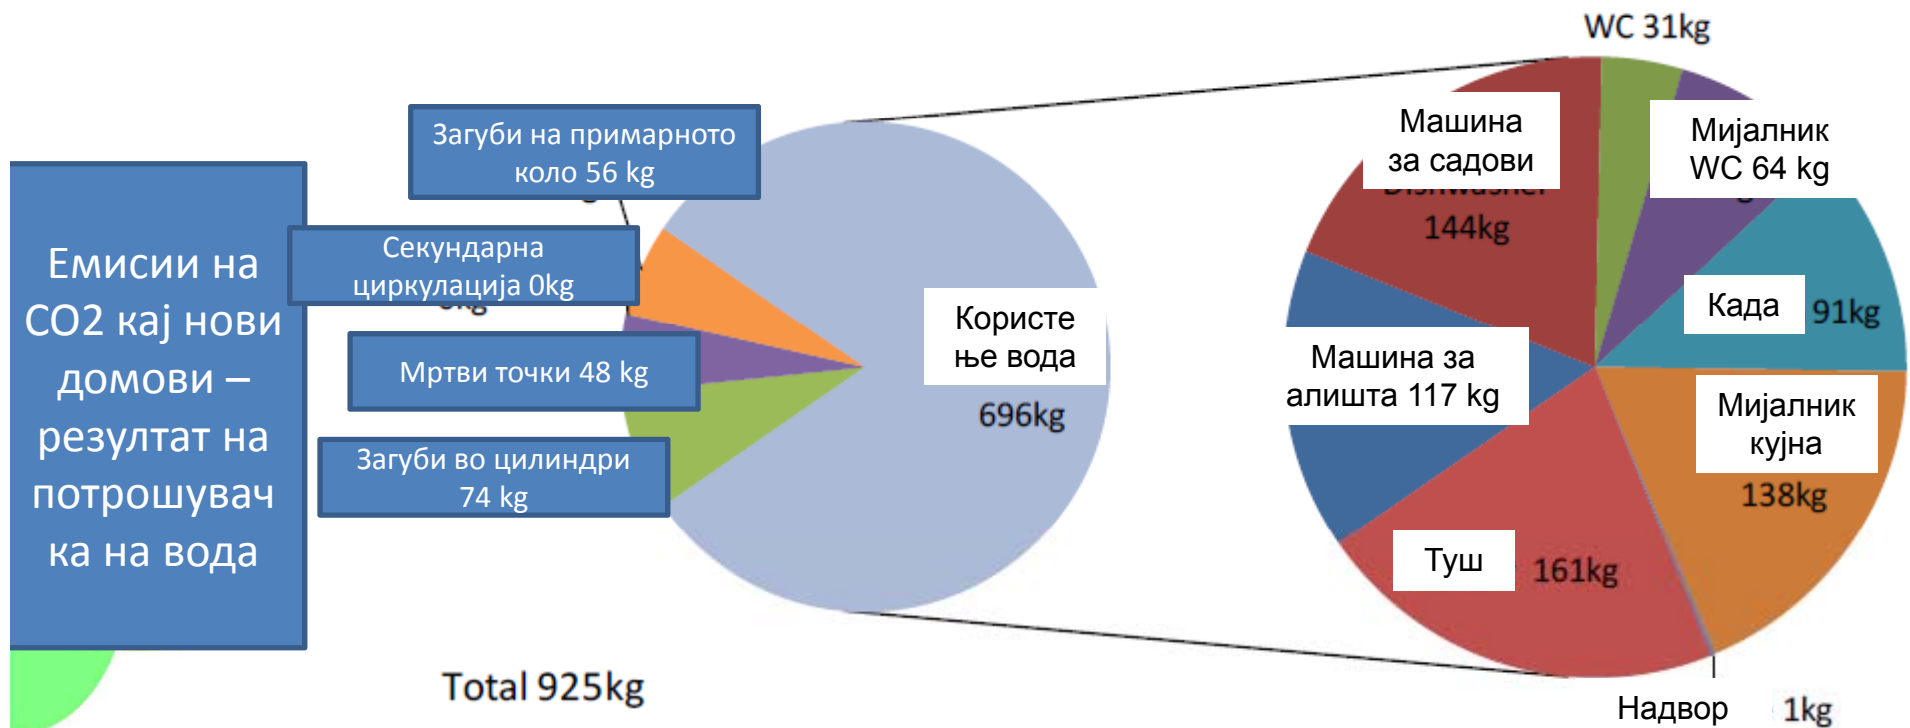 WC 31kg
Загуби на примарното
коло 56 kg
Машина
за садови
Dishwasher
144kg
Мијалник
WC 64 kg
Емисии на
CO2 кај нови
домови –
резултат на
потрошувач
ка на вода
Секундарна
циркулација 0kg
Користе
ње вода
696kg
Када
91kg
Мртви точки 48 kg
Машина за
алишта 117 kg
Мијалник
кујна
138kg
Загуби во цилиндри
74 kg
Туш
161kg
Total 925kg
Надвор
1kg